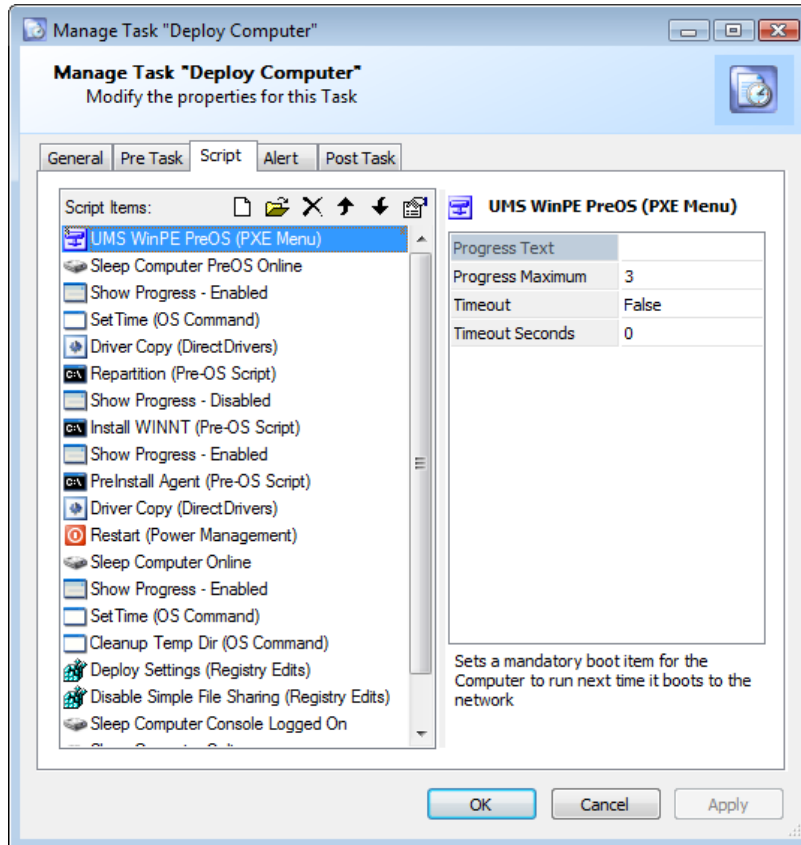 Manage Task "Deploy Computer"
Manage Task "Deploy Computer"
Modify the properties for this Task
General
Pre Task
Script
Alert
Post Task
Script Items:
UMS WinPE PreOS (PXE Menu)
Sleep Computer PreOS Online
Show Progress - Enabled
SetTime (OS Command)
Driver Copy (DirectDrivers)
Repartition (Pre-OS Script)
Show Progress - Disabled
Install WINNT (Pre-OS Script)
Show Progress - Enabled
PreInstall Agent (Pre-OS Script)
Driver Copy (DirectDrivers)
Restart (Power Management)
Sleep Computer Online
Show Progress - Enabled
SetTime (OS Command)
Cleanup Temp Dir (OS Command)
Deploy Settings (Registry Edits)
Disable Simple File Sharing (Registry Edits)
Sleep Computer Console Logged On
UMS WinPE PreOS (PXE Menu)
Progress Text
Progress Maximum 3
Timeout False
Timeout Seconds 0
Sets a mandatory boot item for the
Computer to run next time it boots to the
network
OK
Cancel
Apply